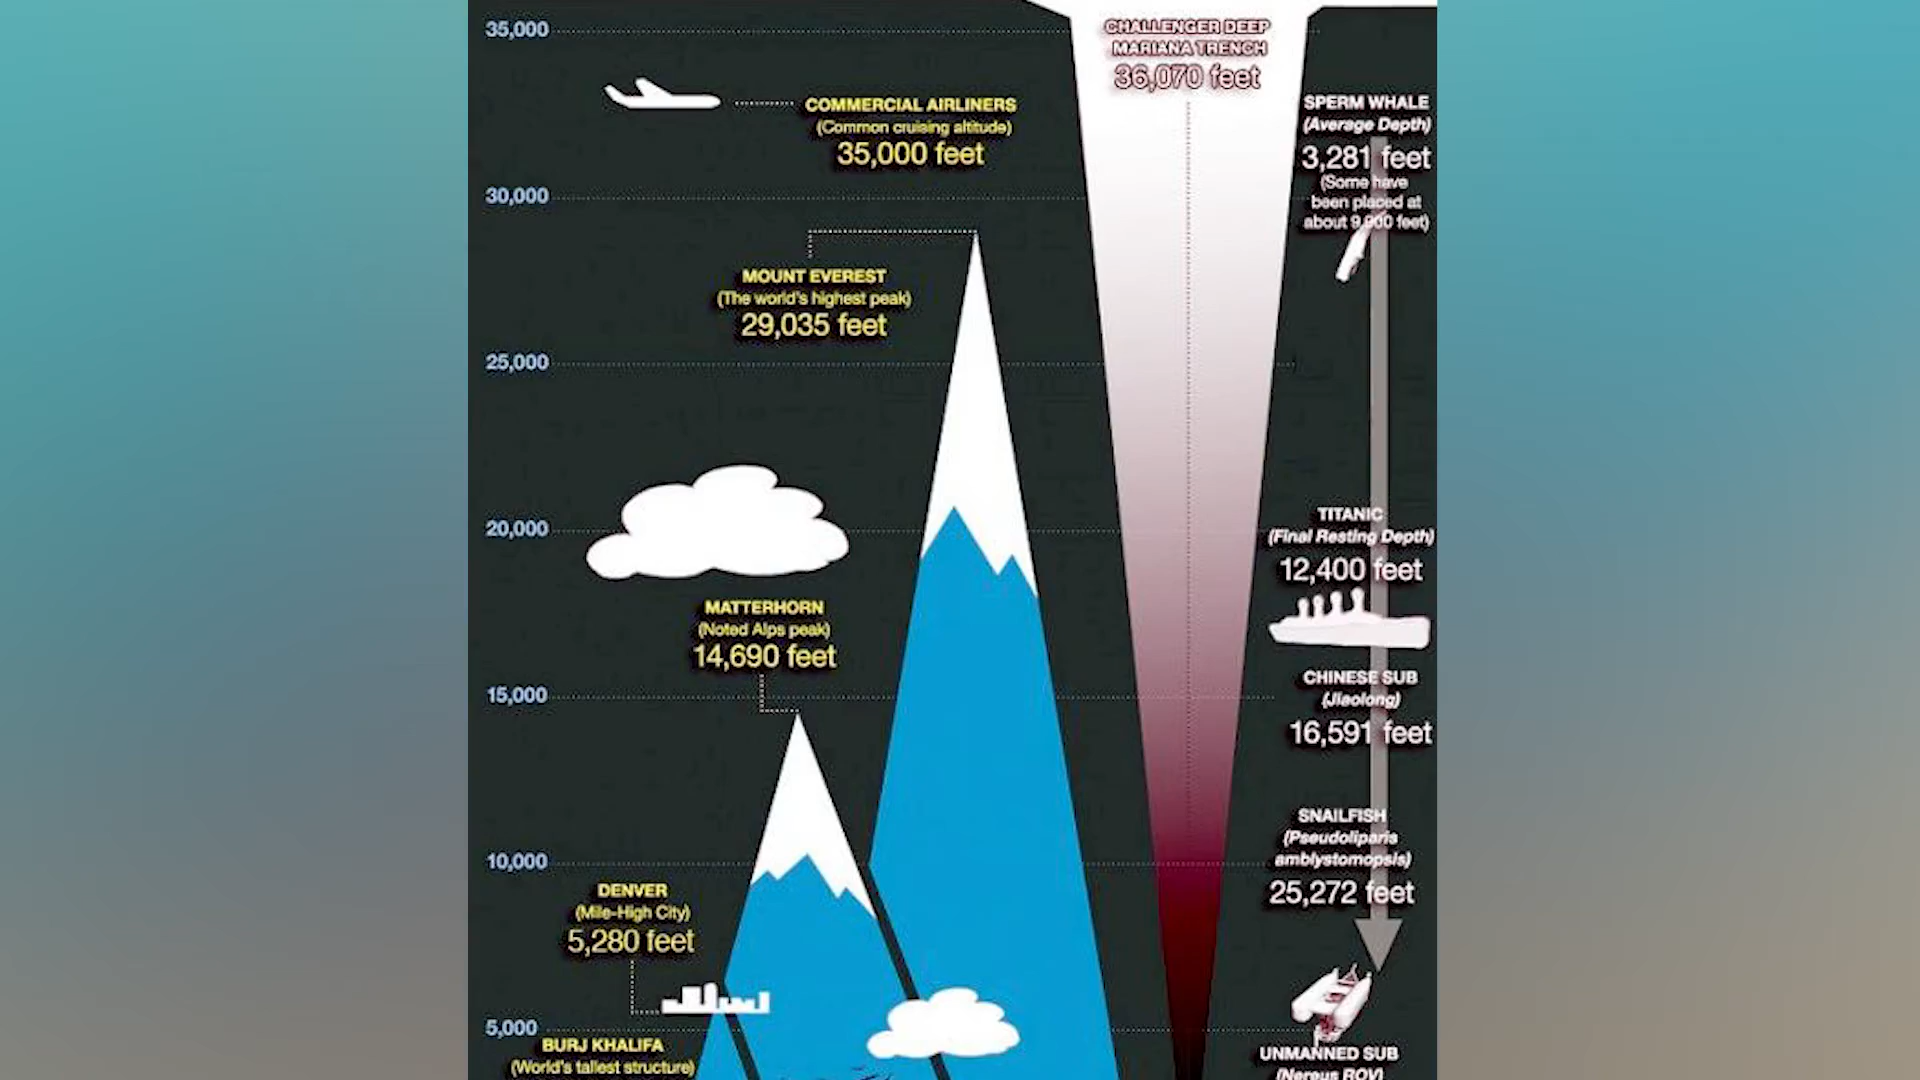 35,000
CHALLENGER DEEP
MARIANA TRENCH
36,070 feet
COMMERCIAL AIRLINERS
(Common cruising altitude)
35,000 feet
SPERM WHALE
(Average Depth)
3,281 feet
(Some have
been placed at
about 9,900 feet)
30,000
MOUNT EVEREST
(The world's highest peak)
29,035 feet
25,000
20,000
TITANIC
(Final Resting Depth)
12,400 feet
MATTERHORN
(Noted Alps peak)
14,690 feet
15,000
CHINESE SUB
(Jiaolong)
16,591 feet
SNAILFISH
(Pseudoliparis
amblystomopsis)
25,272 feet
10,000
DENVER
(Mile-High City)
5,280 feet
5,000
BURJ KHALIFA
(World's tallest structure)
UNMANNED SUB
(Nereus ROV)